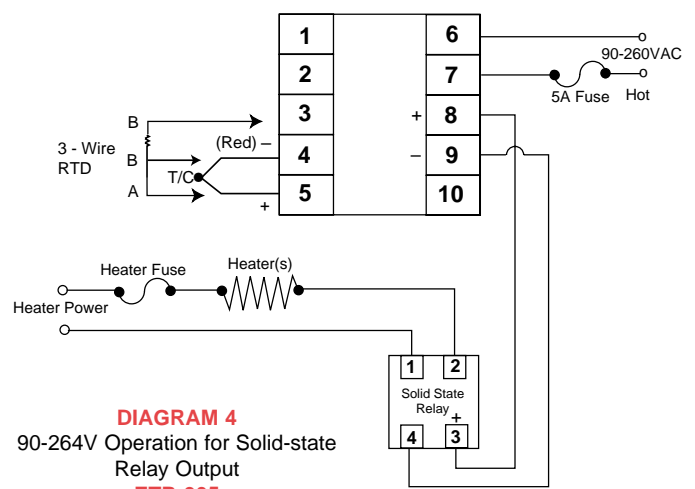 1
6
90-260VAC
2
7
5A Fuse
Hot
B
3
+
8
3 - Wire
RTD
B
(Red) –
4
–
9
T/C
A
+
5
10
Heater Fuse
Heater(s)
Heater Power
1
2
Solid State
Relay
+
4
3
DIAGRAM 4
90-264V Operation for Solid-state
Relay Output